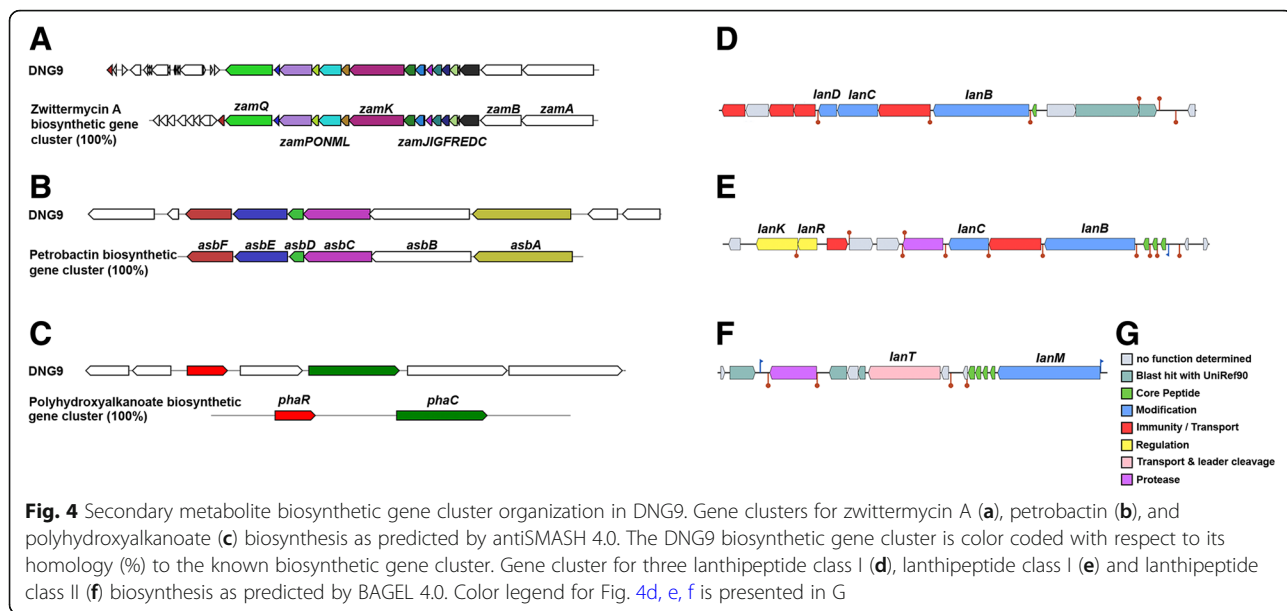 A
DNG9
Zwittermycin A
biosynthetic gene
cluster (100%)
zamQ
zamK
zamB
zamA
zamPONML
zamJIGFREDC
B
DNG9
Petrobactin biosynthetic
gene cluster (100%)
asbF
asbE
asbD
asbC
asbB
asbA
C
DNG9
Polyhydroxyalkanoate biosynthetic
gene cluster (100%)
phaR
phaC
D
lanD
lanC
lanB
E
lanK
lanR
lanC
lanB
F
lanT
lanM
G
no function determined
Blast hit with UniRef90
Core Peptide
Modification
Immunity / Transport
Regulation
Transport & leader cleavage
Protease
Fig. 4 Secondary metabolite biosynthetic gene cluster organization in DNG9. Gene clusters for zwittermycin A (a), petrobactin (b), and
polyhydroxyalkanoate (c) biosynthesis as predicted by antiSMASH 4.0. The DNG9 biosynthetic gene cluster is color coded with respect to its
homology (%) to the known biosynthetic gene cluster. Gene cluster for three lanthipeptide class I (d), lanthipeptide class I (e) and lanthipeptide
class II (f) biosynthesis as predicted by BAGEL 4.0. Color legend for Fig. 4d, e, f is presented in G